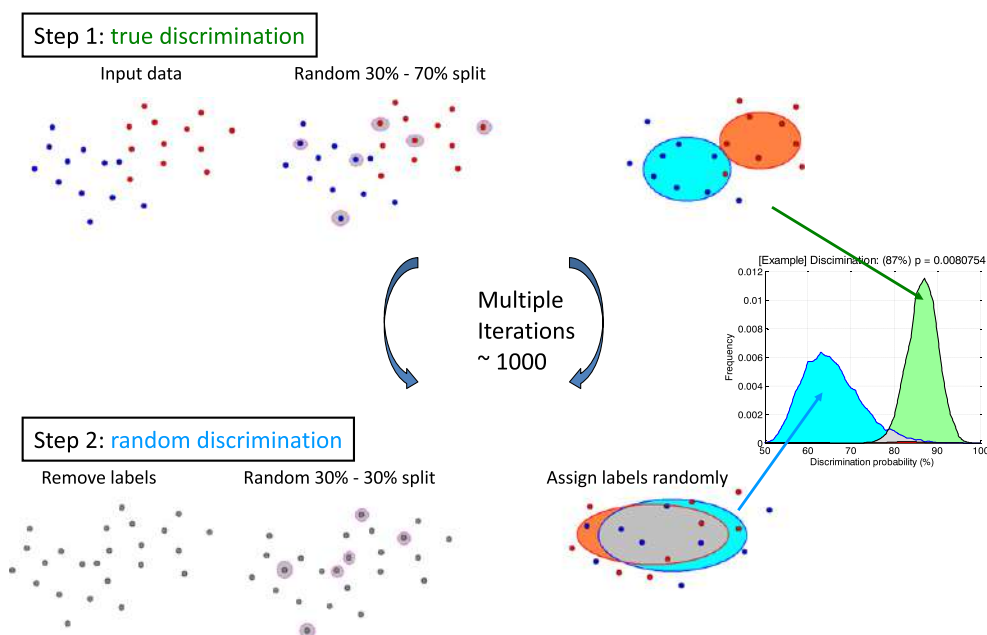 Step 1: true discrimination
Input data
Random 30% - 70% split
Multiple
Iterations
~ 1000
[Example] Discimination: (87%) p = 0.0080754
Frequency
0.012
0.01
0.008
0.006
0.004
0.002
0
50 60 70 80 90 100
Discrimination probability (%)
Step 2: random discrimination
Remove labels
Random 30% - 30% split
Assign labels randomly